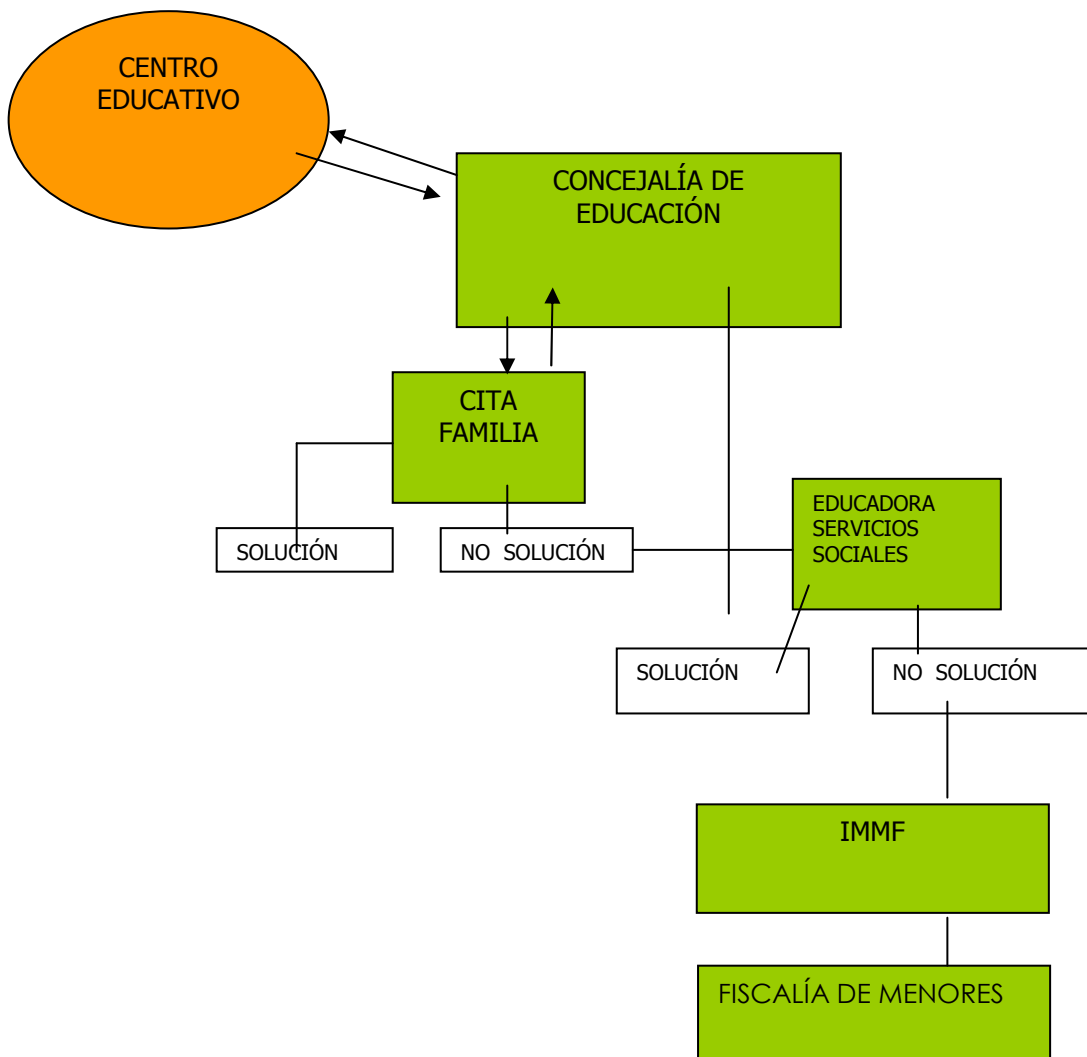 CENTRO
EDUCATIVO
CONCEJALÍA DE
EDUCACIÓN
CITA
FAMILIA
EDUCADORA
SERVICIOS
SOCIALES
SOLUCIÓN
NO SOLUCIÓN
SOLUCIÓN
NO SOLUCIÓN
IMMF
FISCALÍA DE MENORES